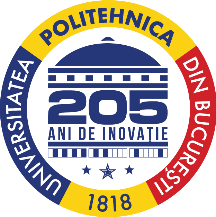 UNIVERSITATEA
POLITEHNICA
DIN BUCUREȘTI
205
ANI DE INOVAȚIE
1818